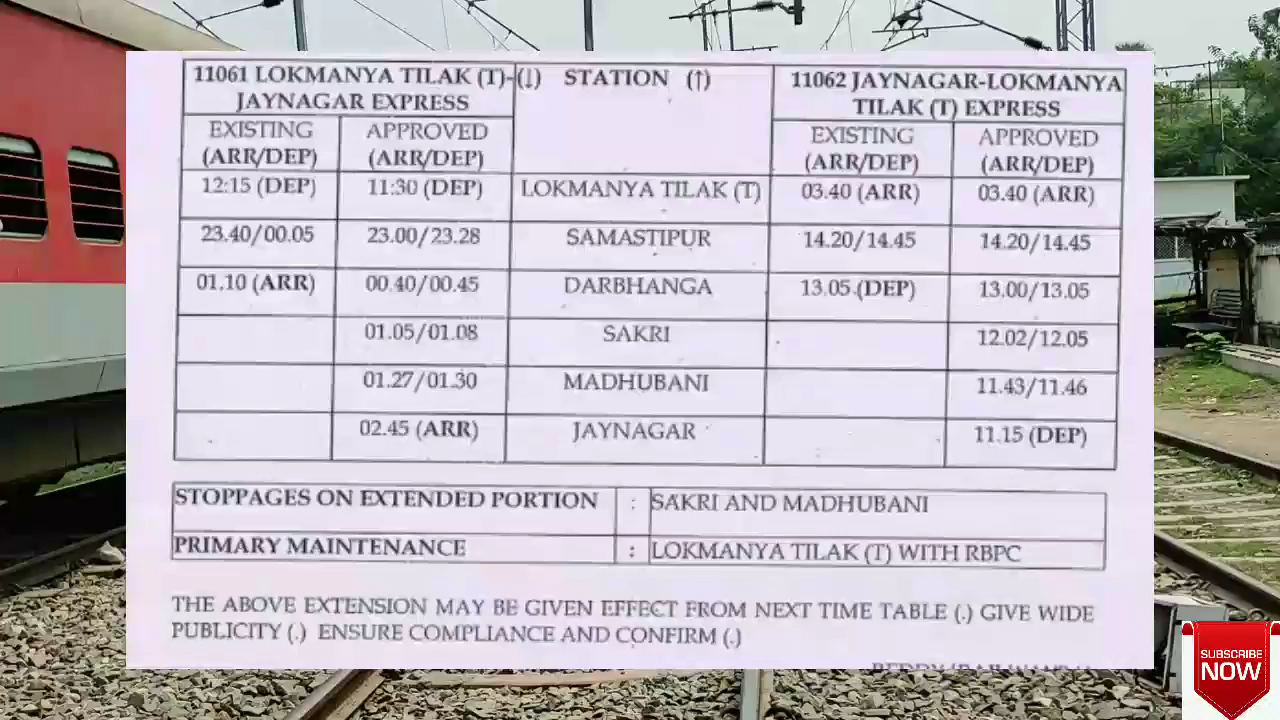 11061 LOKMANYA TILAK (T)-(↓) STATION (↑) 11062 JAYNAGAR-LOKMANYA
JAYNAGAR EXPRESS TILAK (T) EXPRESS
EXISTING APPROVED EXISTING APPROVED
(ARR/DEP) (ARR/DEP) (ARR/DEP) (ARR/DEP)
12:15 (DEP) 11:30 (DEP) LOKMANYA TILAK (T) 03.40 (ARR) 03.40 (ARR)
23.40/00.05 23.00/23.28 SAMASTIPUR 14.20/14.45 14.20/14.45
01.10 (ARR) 00.40/00.45 DARBHANGA 13.05 (DEP) 13.00/13.05
01.05/01.08 SAKRI 12.02/12.05
01.27/01.30 MADHUBANI 11.43/11.46
02.45 (ARR) JAYNAGAR 11.15 (DEP)
STOPPAGES ON EXTENDED PORTION : SAKRI AND MADHUBANI
PRIMARY MAINTENANCE : LOKMANYA TILAK (T) WITH RBPC
THE ABOVE EXTENSION MAY BE GIVEN EFFECT FROM NEXT TIME TABLE (.) GIVE WIDE
PUBLICITY (.) ENSURE COMPLIANCE AND CONFIRM (.)
SUBSCRIBE
NOW